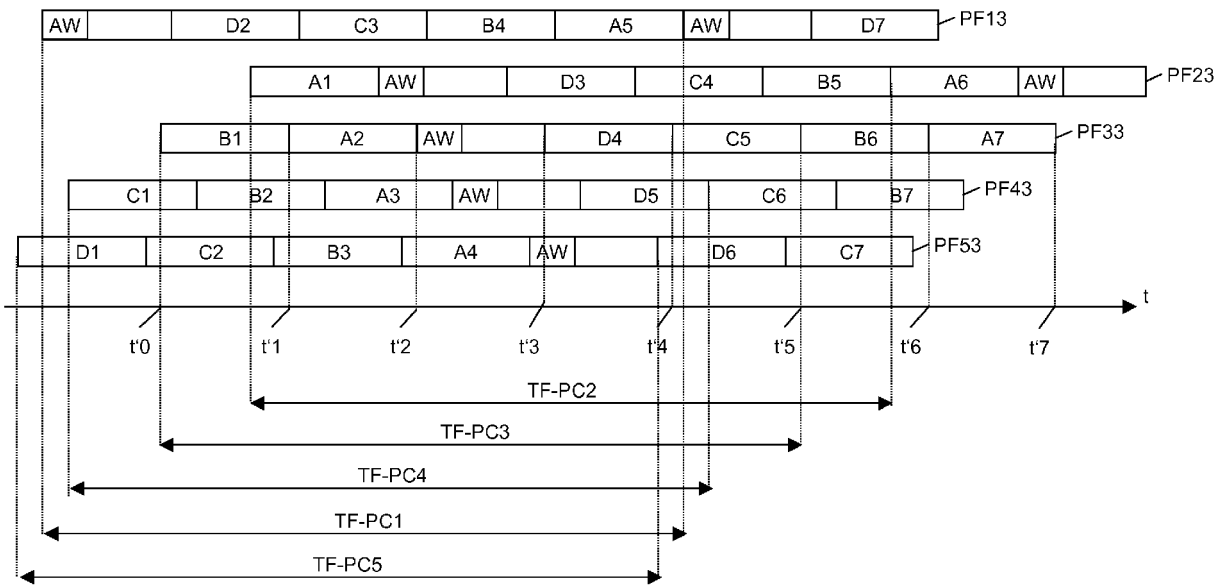 AW D2 C3 B4 A5 AW D7 PF13
A1 AW D3 C4 B5 A6 AW PF23
B1 A2 AW D4 C5 B6 A7 PF33
C1 B2 A3 AW D5 C6 B7 PF43
D1 C2 B3 A4 AW D6 C7 PF53
t
t‘0 t‘1 t‘2 t‘3 t‘4 t‘5 t‘6 t‘7
TF-PC2
TF-PC3
TF-PC4
TF-PC1
TF-PC5